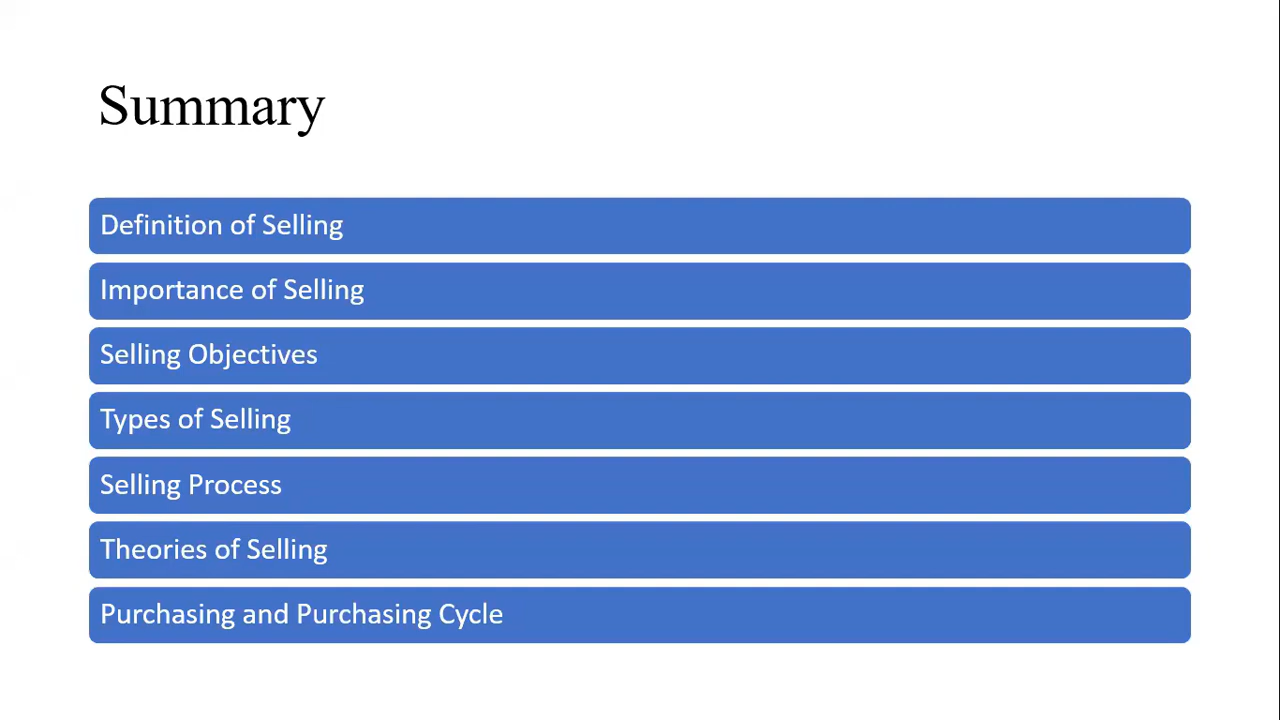 Summary
Definition of Selling
Importance of Selling
Selling Objectives
Types of Selling
Selling Process
Theories of Selling
Purchasing and Purchasing Cycle